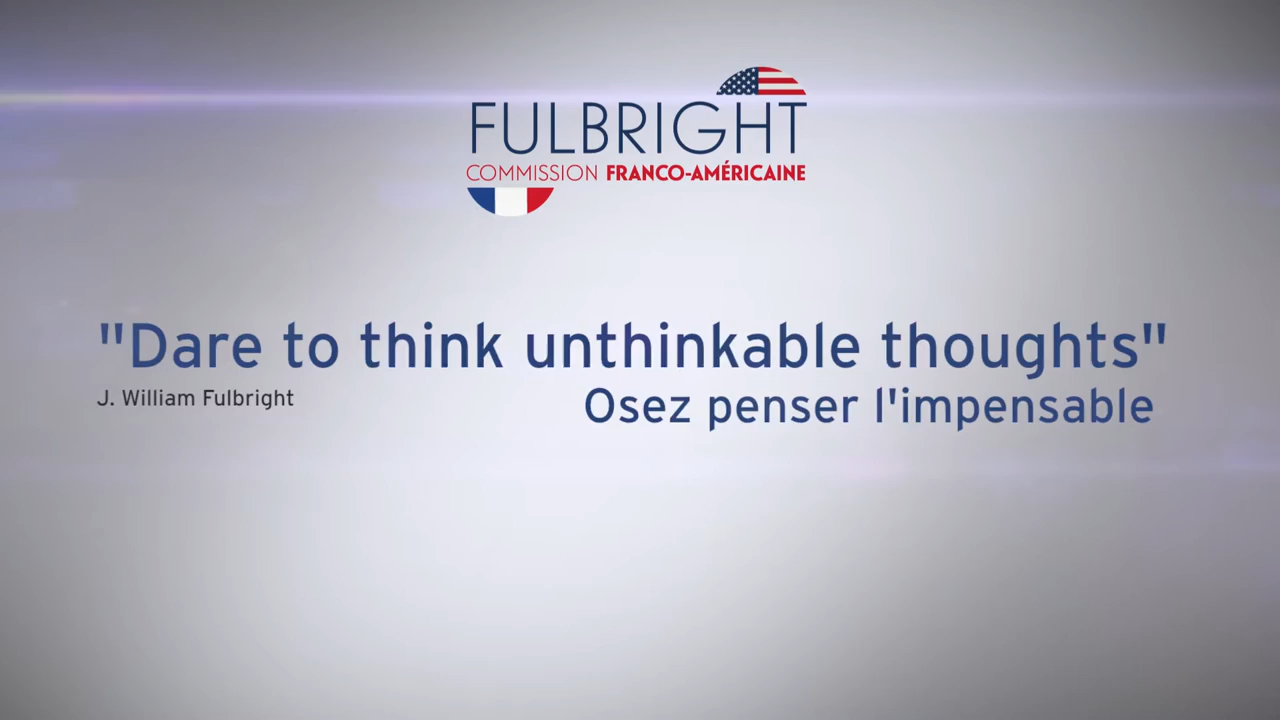 FULBRIGHT
COMMISSION FRANCO-AMÉRICAINE
"Dare to think unthinkable thoughts"
J. William Fulbright
Osez penser l'impensable